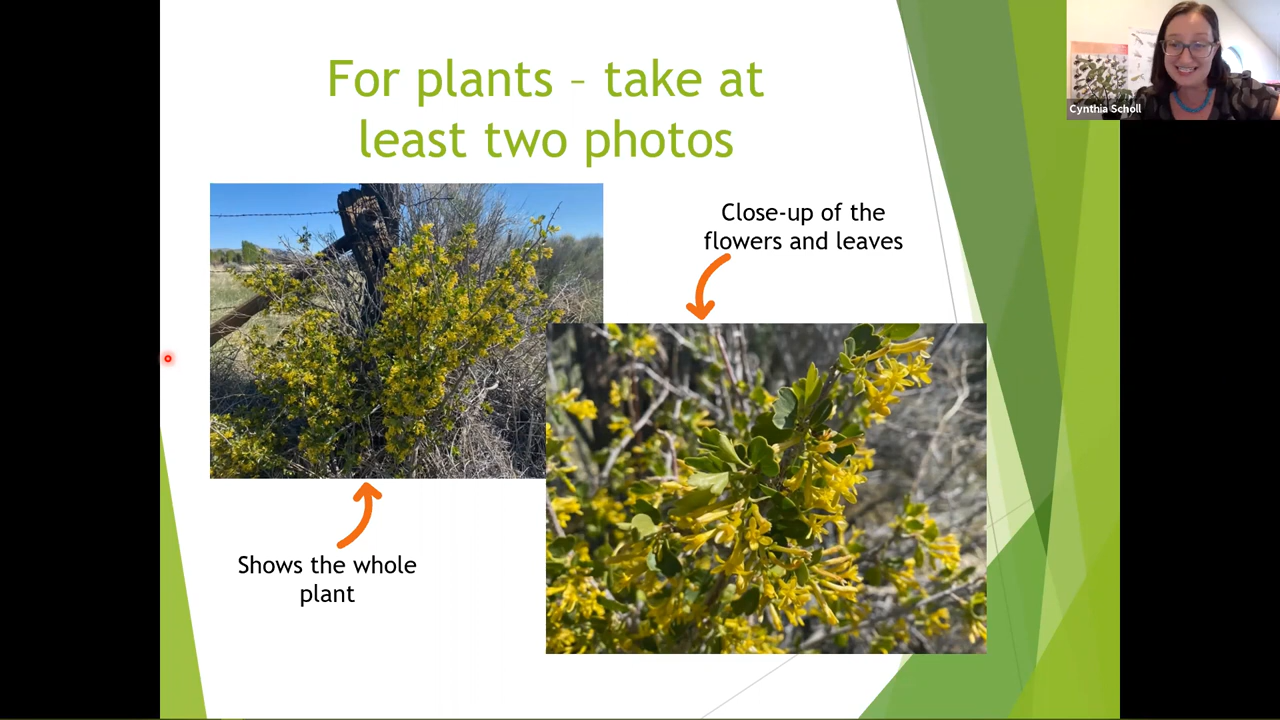 For plants – take at
least two photos
Close-up of the
flowers and leaves
Shows the whole
plant
Cynthia Scholl